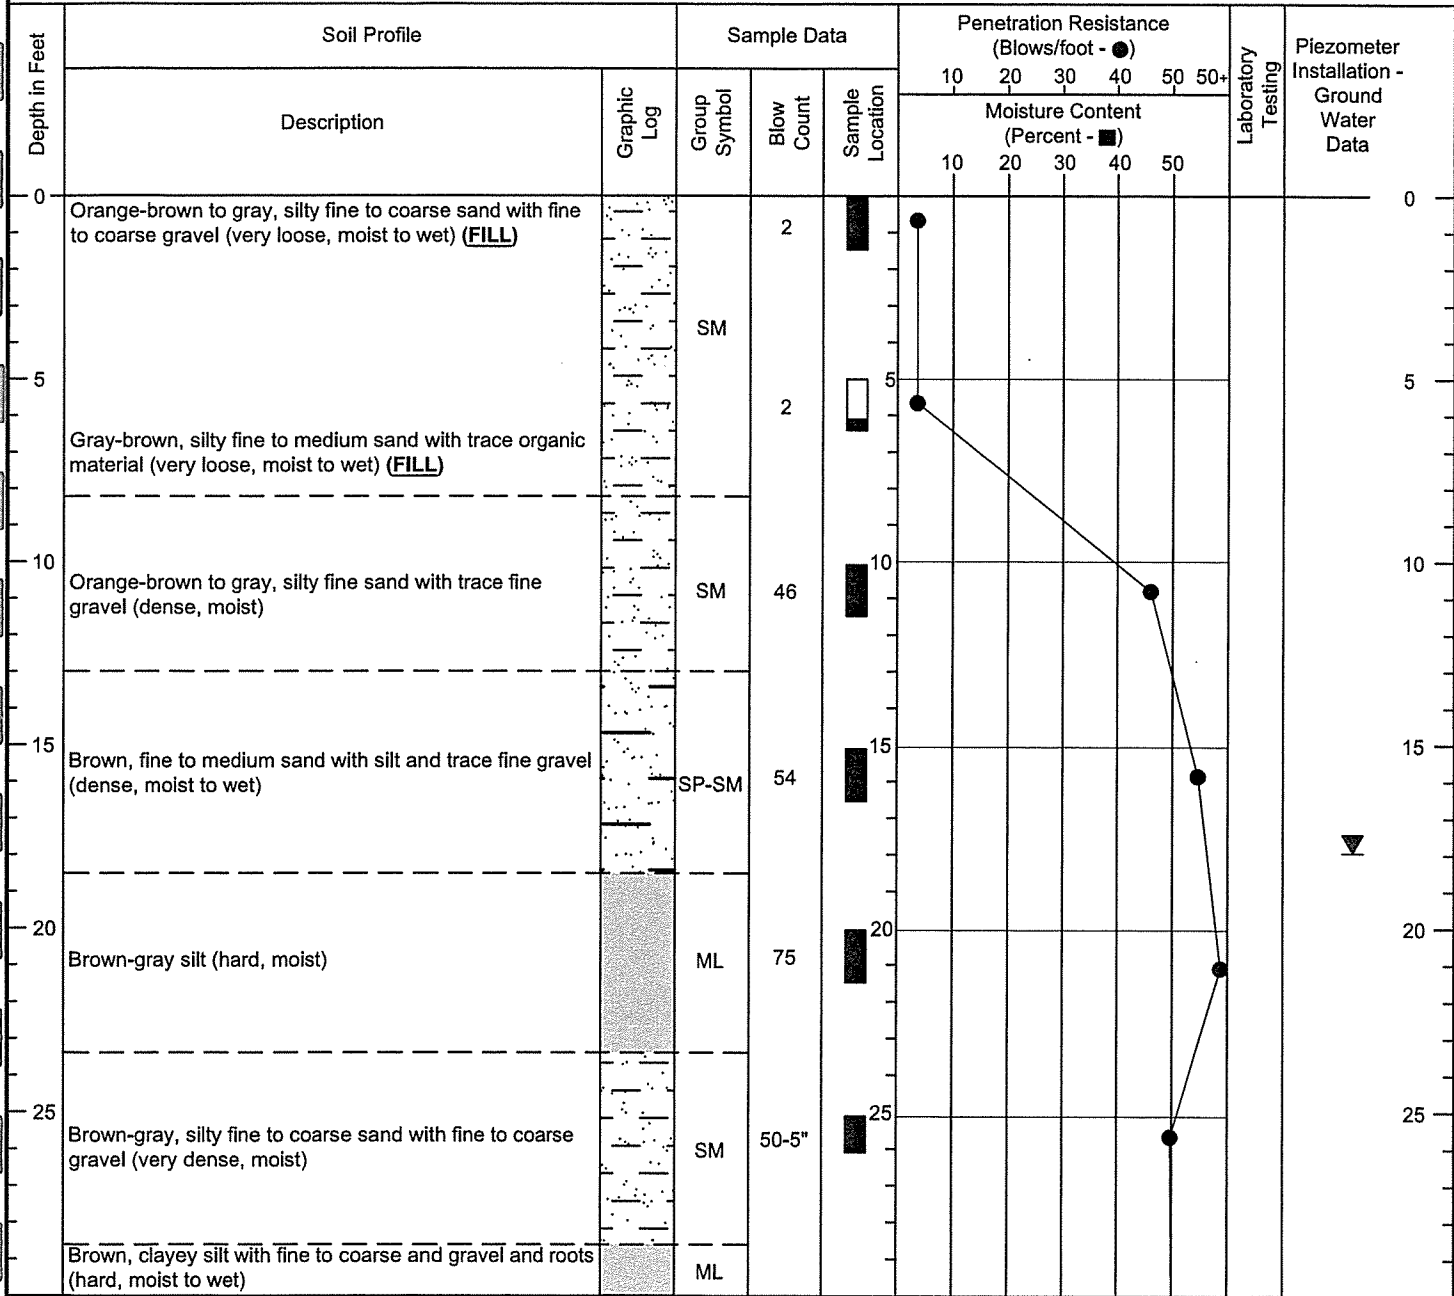 Depth in Feet
Soil Profile
Description
Graphic
Log
Sample Data
Group
Symbol
Blow
Count
Sample
Location
Penetration Resistance
(Blows/foot - ●)
10 20 30 40 50 50+
Moisture Content
(Percent - ■)
10 20 30 40 50
Laboratory
Testing
Piezometer
Installation -
Ground
Water
Data
0
Orange-brown to gray, silty fine to coarse sand with fine
to coarse gravel (very loose, moist to wet) (FILL)
2
0
SM
5
2
5
5
Gray-brown, silty fine to medium sand with trace organic
material (very loose, moist to wet) (FILL)
10
Orange-brown to gray, silty fine sand with trace fine
gravel (dense, moist)
SM
46
10
10
15
Brown, fine to medium sand with silt and trace fine gravel
(dense, moist to wet)
SP-SM
54
15
15
20
Brown-gray silt (hard, moist)
ML
75
20
20
25
Brown-gray, silty fine to coarse sand with fine to coarse
gravel (very dense, moist)
SM
50-5"
25
25
Brown, clayey silt with fine to coarse and gravel and roots
(hard, moist to wet)
ML